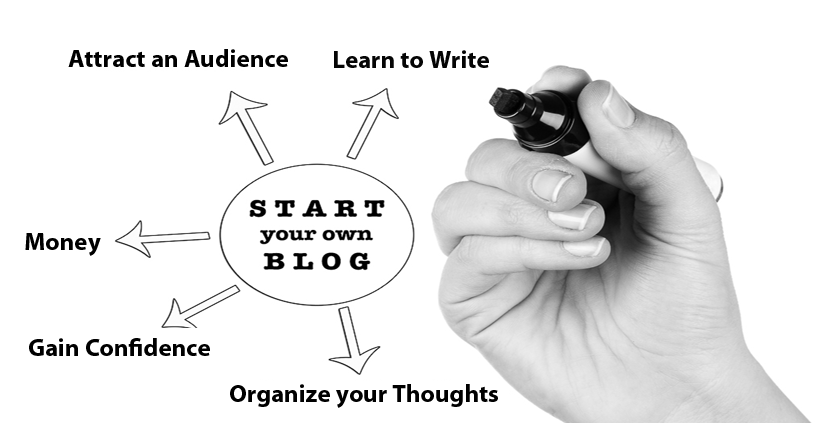 Attract an Audience
Learn to Write
START
your own
BLOG
Money
Gain Confidence
Organize your Thoughts